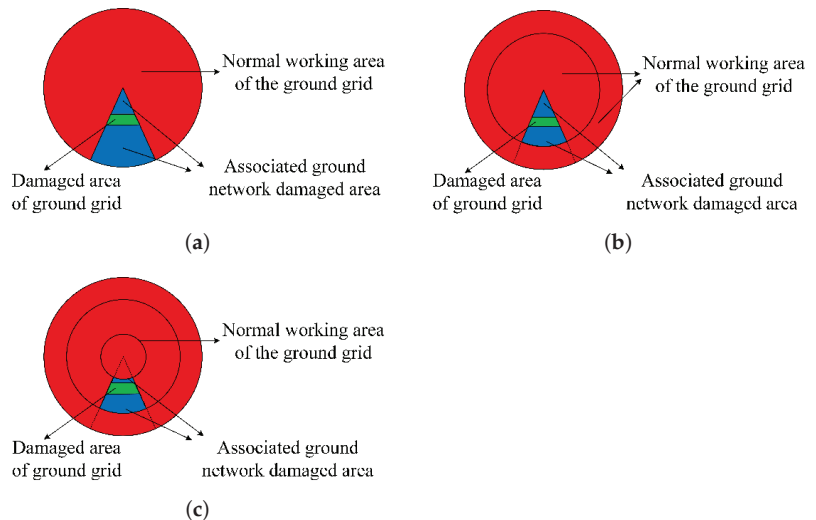 Normal working area
of the ground grid
Damaged area
of ground grid
Associated ground
network damaged area
(a)
Normal working area
of the ground grid
Damaged area
of ground grid
Associated ground
network damaged area
(b)
Normal working area
of the ground grid
Damaged area
of ground grid
Associated ground
network damaged area
(c)